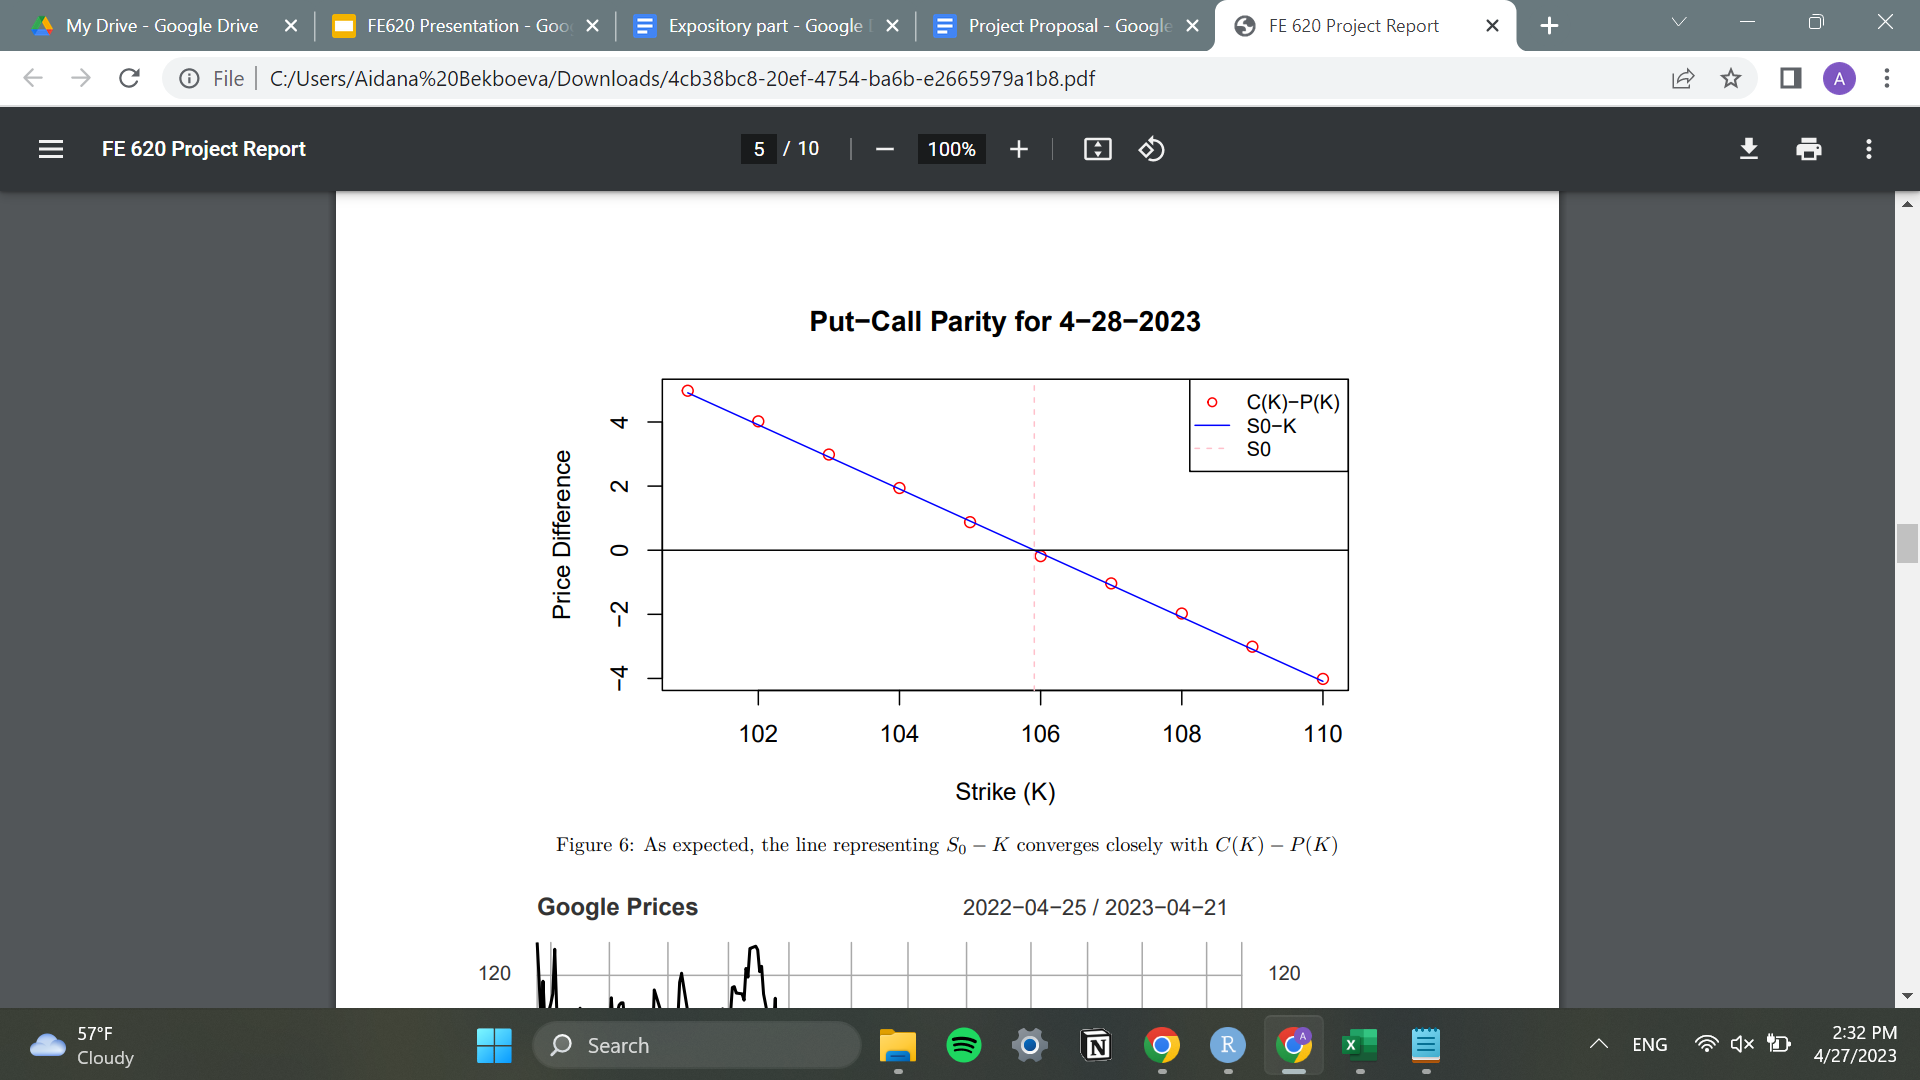 My Drive - Google Drive
FE620 Presentation - Goo
Expository part - Google
Project Proposal - Google
FE 620 Project Report
File
C:/Users/Aidana%20Bekboeva/Downloads/4cb38bc8-20ef-4754-ba6b-e2665979a1b8.pdf
A
FE 620 Project Report
5 / 10
100%
Put−Call Parity for 4−28−2023
C(K)−P(K)
S0−K
S0
Price Difference
4
2
0
−2
−4
102 104 106 108 110
Strike (K)
Figure 6: As expected, the line representing S₀ − K converges closely with C(K) − P(K)
Google Prices 2022−04−25 / 2023−04−21
120 120
57°F
Cloudy
Search
ENG
2:32 PM
4/27/2023